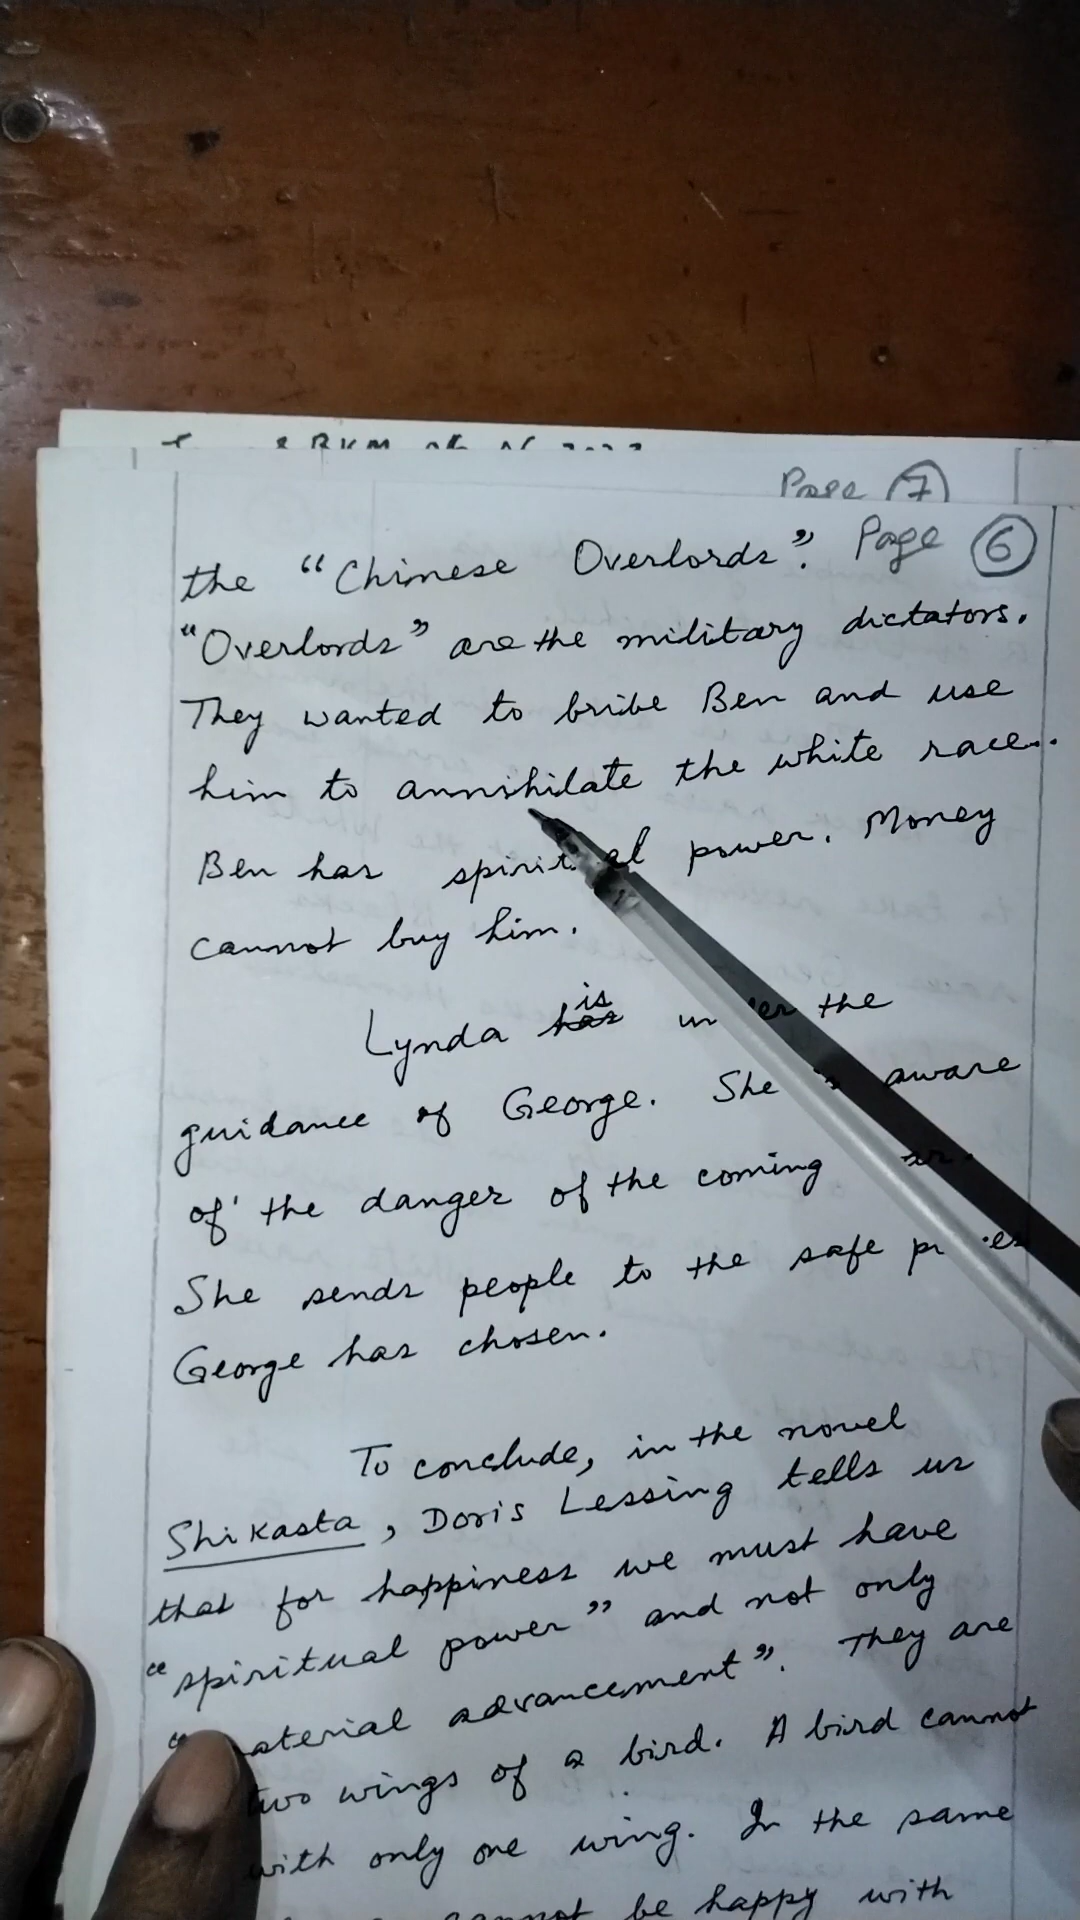 Page 7
Page 6
the "Chinese Overlords".
"Overlords" are the military dictators.
They wanted to bribe Ben and use
him to annihilate the white race.
Ben has spiritual power. Money
cannot buy him.
Lynda is under the
guidance of George. She is aware
of the danger of the coming
She sends people to the safe
George has chosen.
To conclude, in the novel
Shikasta, Doris Lessing tells us
that for happiness we must have
"spiritual power" and not only
"material advancement". They are
two wings of a bird. A bird cannot
with only one wing. In the same
cannot be happy with